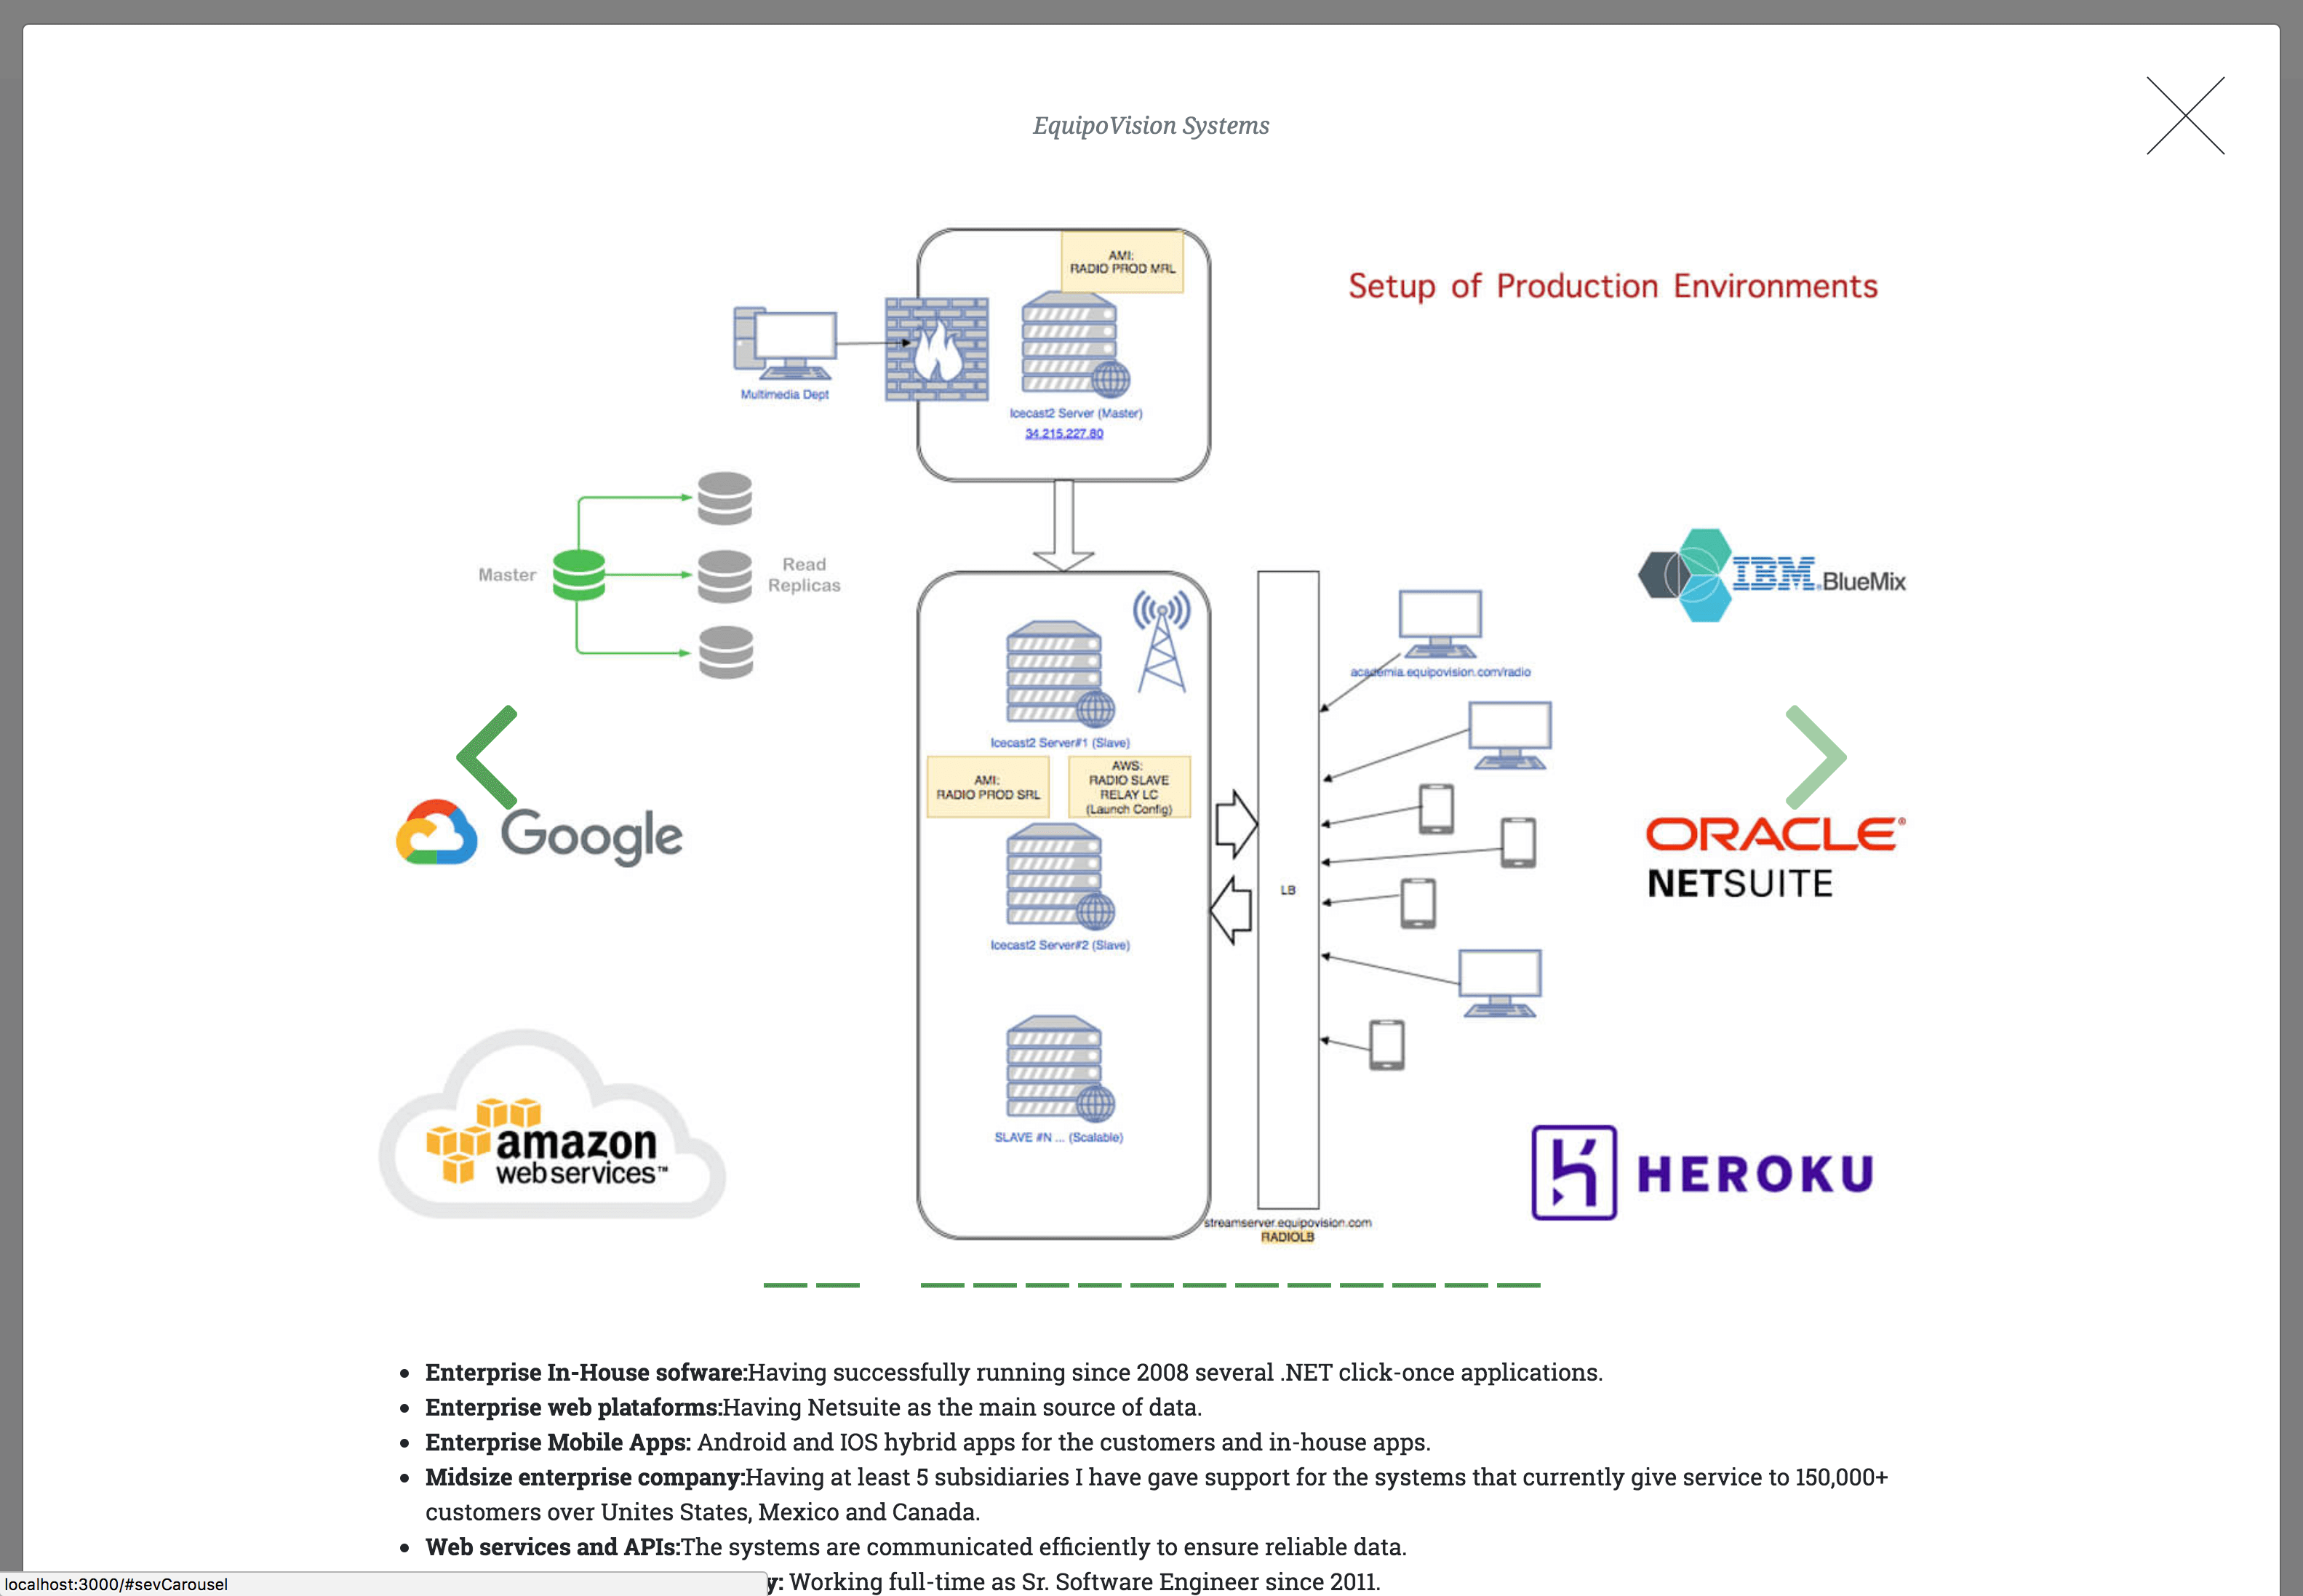 EquipoVision Systems
AMI:
RADIO PROD MRL
Setup of Production Environments
Multimedia Dept
Icecast2 Server (Master)
34.215.227.80
Master
Read
Replicas
IBM. BlueMix
academia.equipovision.com/radio
Icecast2 Server#1 (Slave)
AMI:
RADIO PROD SRL
AWS:
RADIO SLAVE
RELAY LC
(Launch Config)
Google
ORACLE®
NETSUITE
LB
Icecast2 Server#2 (Slave)
amazon
web services™
SLAVE #N ... (Scalable)
HEROKU
streamserver.equipovision.com
RADIOLB
Enterprise In-House sofware:Having successfully running since 2008 several .NET click-once applications.
Enterprise web plataforms:Having Netsuite as the main source of data.
Enterprise Mobile Apps: Android and IOS hybrid apps for the customers and in-house apps.
Midsize enterprise company:Having at least 5 subsidiaries I have gave support for the systems that currently give service to 150,000+
customers over Unites States, Mexico and Canada.
Web services and APIs:The systems are communicated efficiently to ensure reliable data.
y: Working full-time as Sr. Software Engineer since 2011.
localhost:3000/#sevCarousel